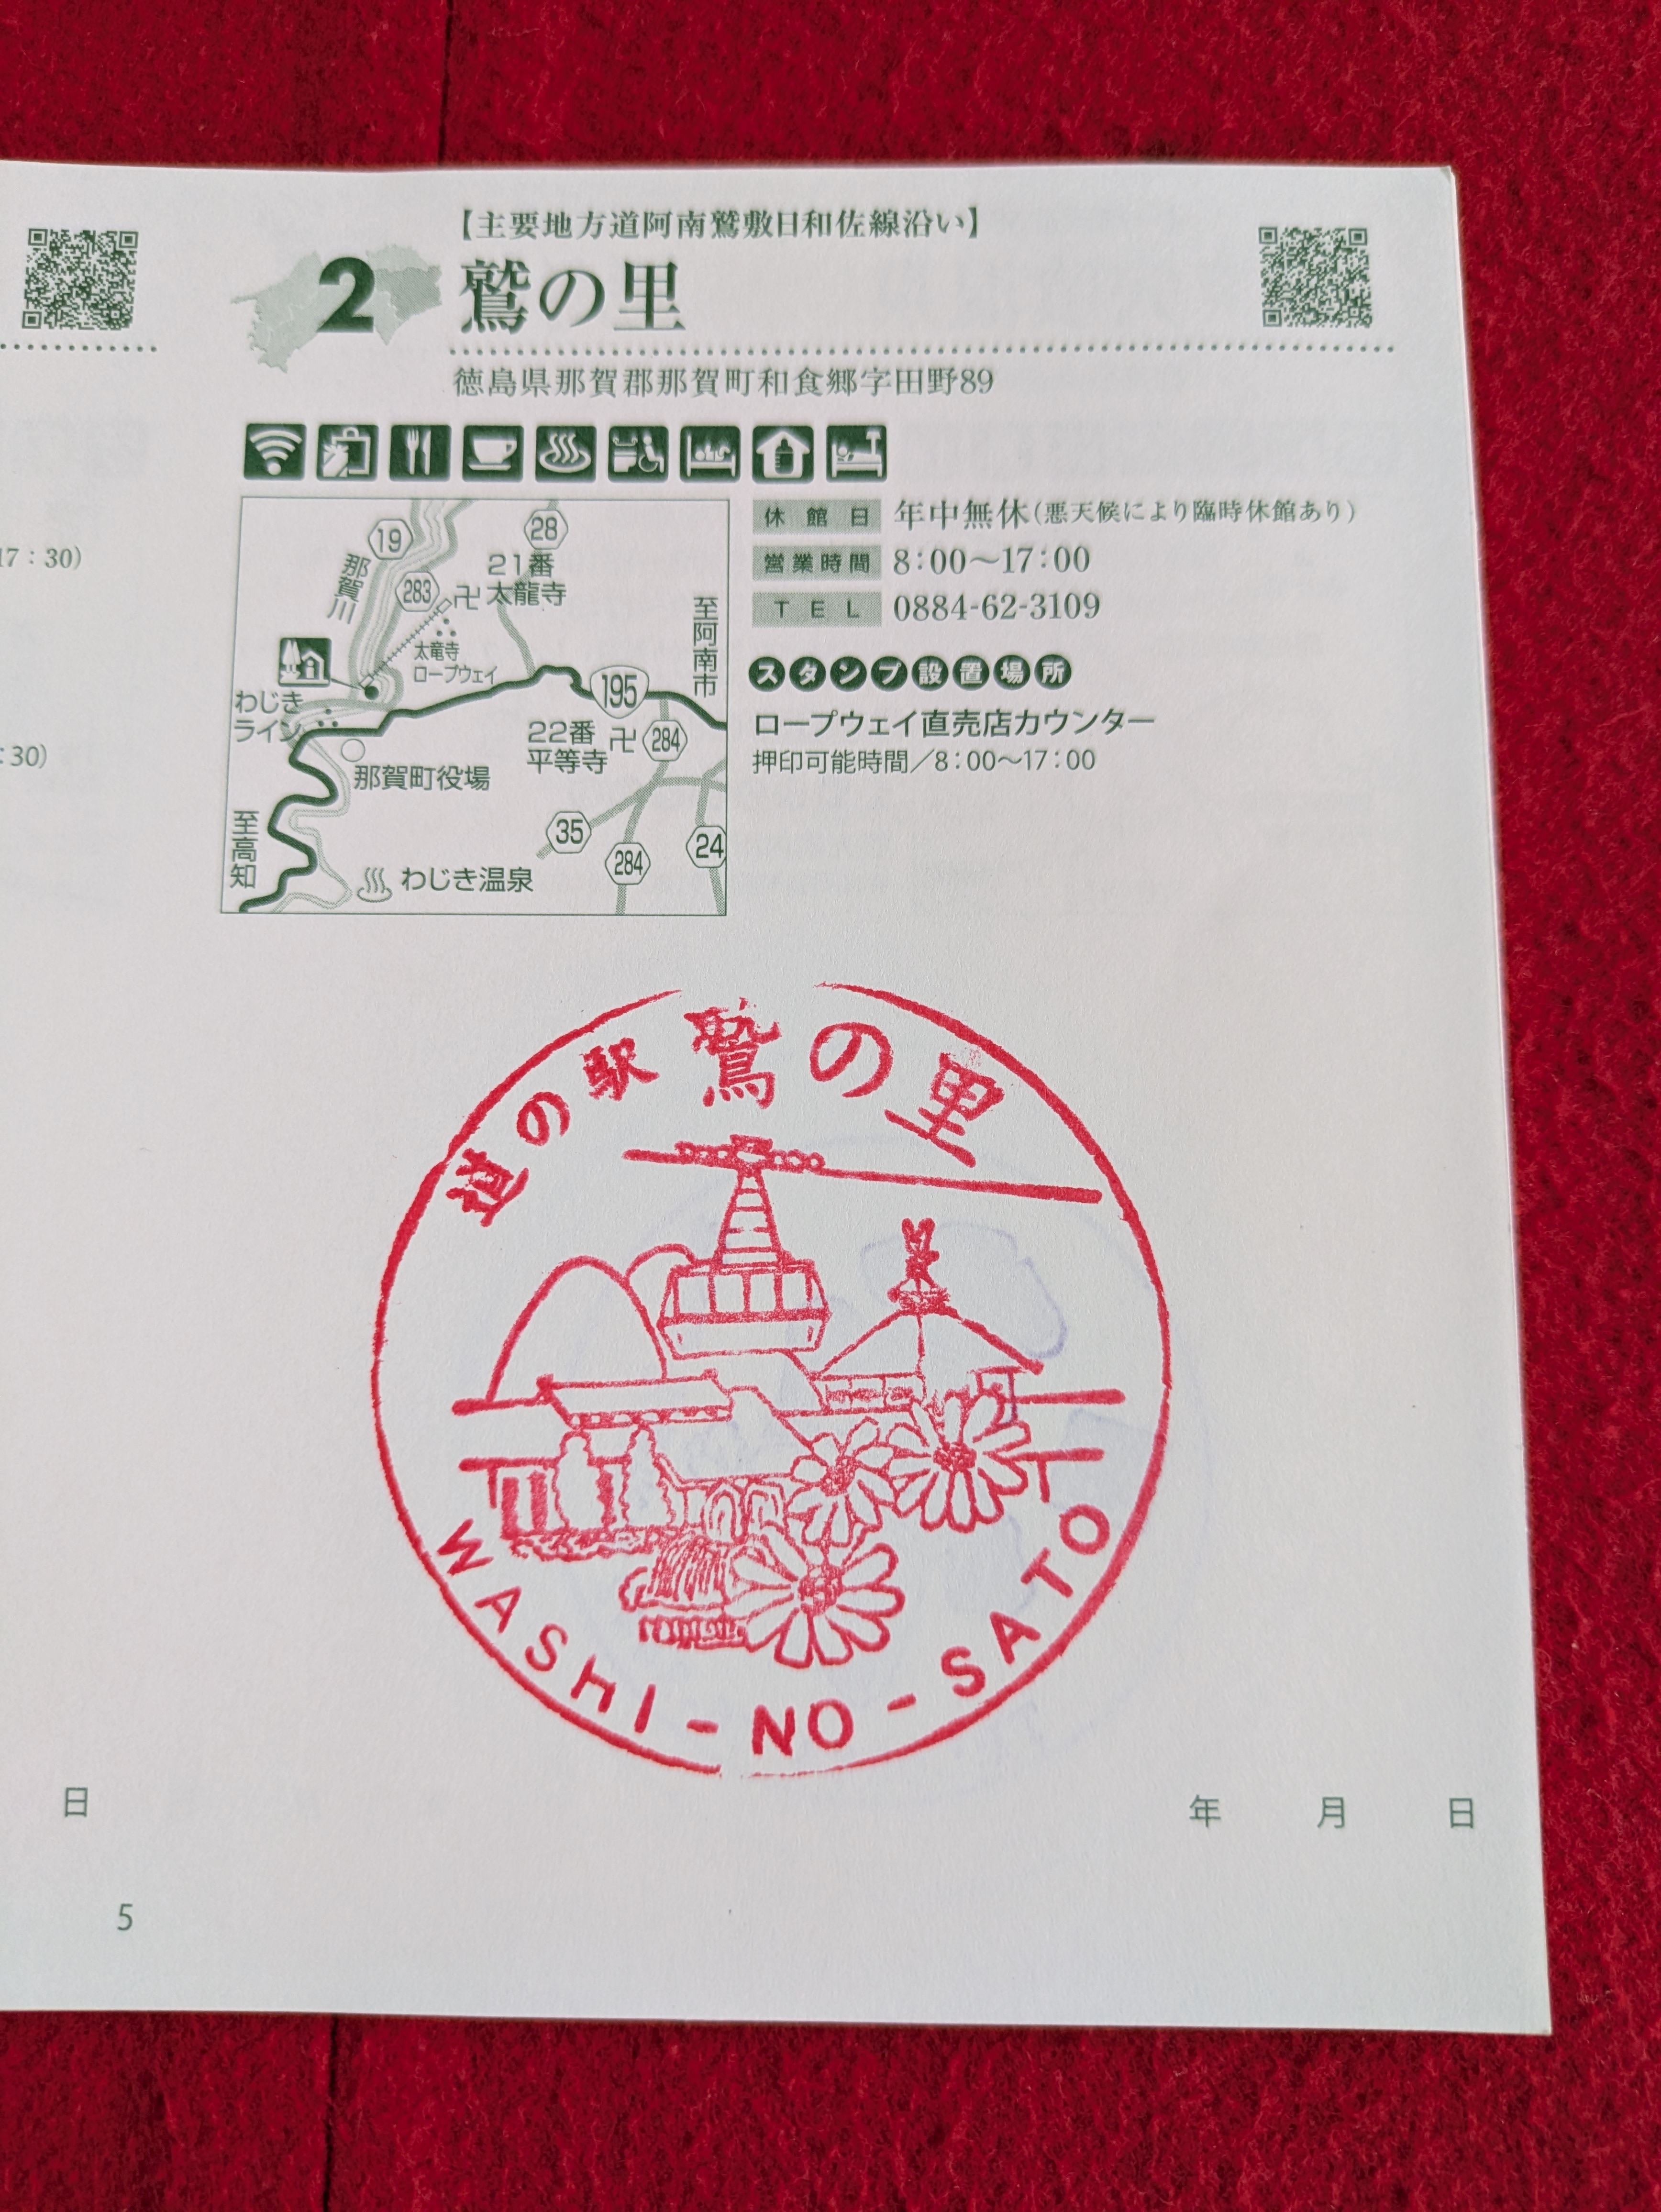 17：30)
：30)
日
5
【主要地方道阿南鷲敷日和佐線沿い】
2
鷲の里
徳島県那賀郡那賀町和食郷字田野89
19
28
那賀川
283
21番
太龍寺
至阿南市
太竜寺
ロープウェイ
わじき
ライン
195
22番
平等寺
284
那賀町役場
35
284
24
至高知
わじき温泉
休館日 年中無休(悪天候により臨時休館あり)
営業時間 8：00〜17：00
TEL 0884-62-3109
スタンプ設置場所
ロープウェイ直売店カウンター
押印可能時間／8：00〜17：00
道の駅鷲の里
WASHI-NO-SATO
年 月 日